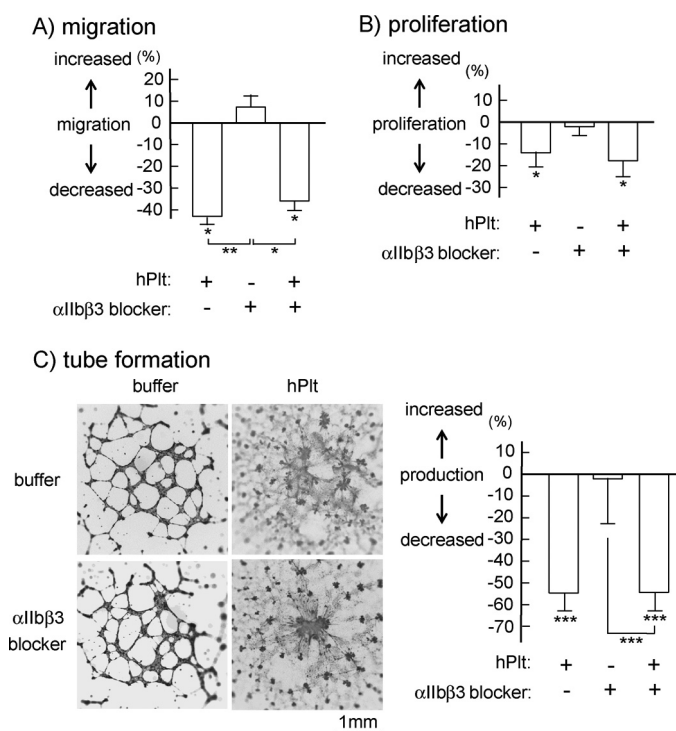 A) migration
increased (%)
20
10
migration 0
-10
-20
decreased -30
-40
* ** * *
hPlt: + - +
αIIbβ3 blocker: - + +
B) proliferation
increased
(%)
10
proliferation 0
-10
-20
decreased -30
* *
hPlt: + - +
αIIbβ3 blocker: - + +
C) tube formation
buffer hPlt
buffer
αIIbβ3
blocker
1mm
increased
(%)
10
production 0
-10
-20
decreased -30
-40
-50
-60
-70
*** *** ***
hPlt: + - +
αIIbβ3 blocker: - + +